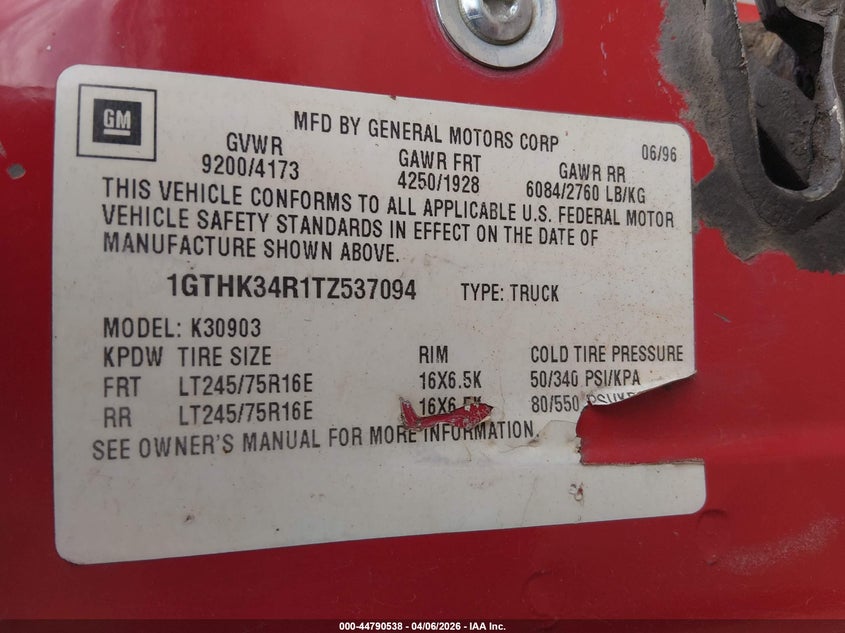 GM
MFD BY GENERAL MOTORS CORP 06/96
GVWR GAWR FRT GAWR RR
9200/4173 4250/1928 6084/2760 LB/KG
THIS VEHICLE CONFORMS TO ALL APPLICABLE U.S. FEDERAL MOTOR
VEHICLE SAFETY STANDARDS IN EFFECT ON THE DATE OF
MANUFACTURE SHOWN ABOVE.
1GTHK34R1TZ537094 TYPE: TRUCK
MODEL: K30903
KPDW TIRE SIZE RIM COLD TIRE PRESSURE
FRT LT245/75R16E 16X6.5K 50/340 PSI/KPA
RR LT245/75R16E 16X6.5K 80/550
SEE OWNER'S MANUAL FOR MORE INFORMATION
000-44790538 - 04/06/2026 - IAA Inc.